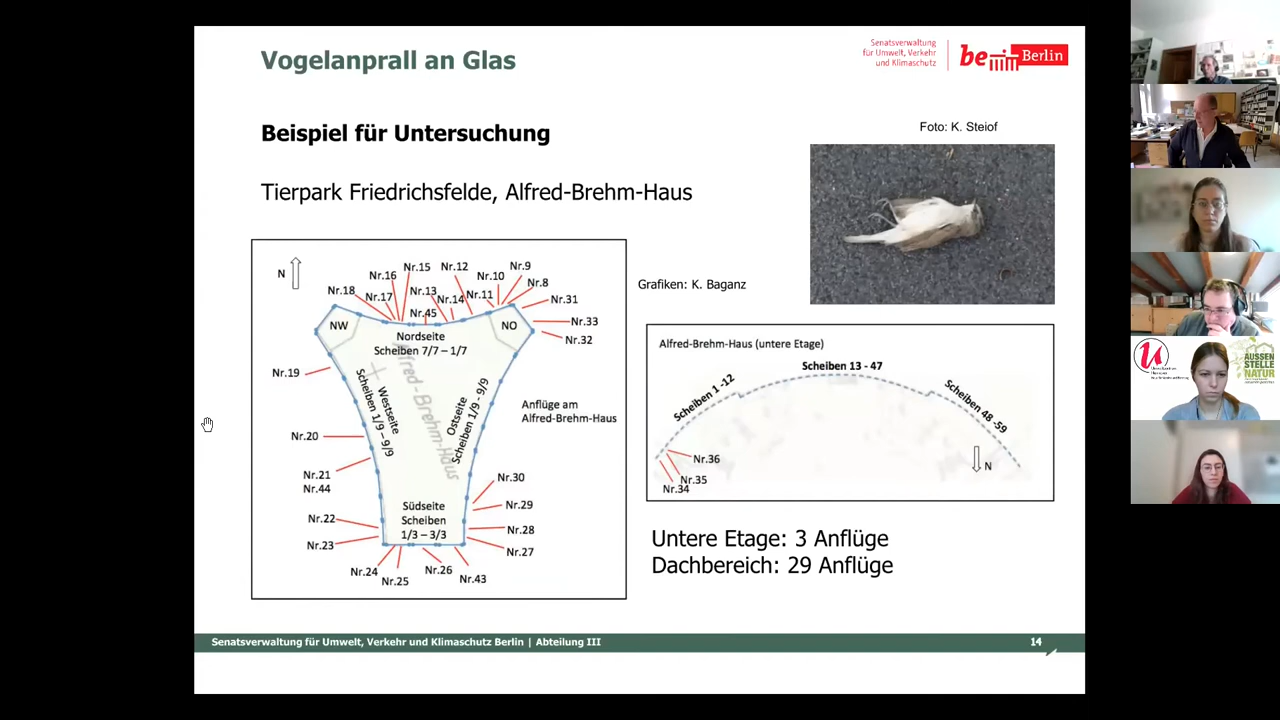 Vogelanprall an Glas
Senatsverwaltung
für Umwelt, Verkehr
und Klimaschutz
be Berlin
Beispiel für Untersuchung
Foto: K. Steiof
Tierpark Friedrichsfelde, Alfred-Brehm-Haus
N
Nr.18
Nr.16
Nr.17
Nr.15
Nr.13
Nr.45
Nr.12
Nr.14
Nr.10
Nr.11
Nr.9
Nr.8
Nr.31
Nr.33
Nr.32
NW
NO
Nordseite
Scheiben 7/7 – 1/7
Nr.19
Westseite
Scheiben 1/9 – 9/9
Alfred-Brehm-Haus
Ostseite
Scheiben 1/9 - 9/9
Anflüge am
Alfred-Brehm-Haus
Nr.20
Nr.21
Nr.44
Nr.22
Nr.23
Südseite
Scheiben
1/3 – 3/3
Nr.30
Nr.29
Nr.28
Nr.27
Nr.24
Nr.25
Nr.26
Nr.43
Grafiken: K. Baganz
Alfred-Brehm-Haus (untere Etage)
Scheiben 1 -12
Scheiben 13 - 47
Scheiben 48 -59
Nr.36
Nr.35
Nr.34
N
Untere Etage: 3 Anflüge
Dachbereich: 29 Anflüge
Senatsverwaltung für Umwelt, Verkehr und Klimaschutz Berlin | Abteilung III
14
AUSSEN
STELLE
NATUR